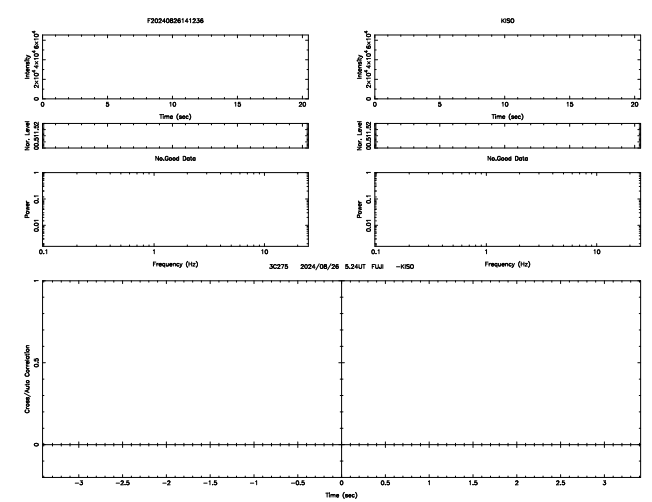 F20240826141236
KISO
Intensity
0 2×10⁴ 4×10⁴ 6×10⁴
0 5 10 15 20
Time (sec)
Intensity
0 2×10⁴ 4×10⁴ 6×10⁴
0 5 10 15 20
Time (sec)
Nor. Level
00.511.52
Nor. Level
00.511.52
No.Good Data
No.Good Data
Power
0.01 0.1 1
0.1 1 10
Frequency (Hz)
Power
0.01 0.1 1
0.1 1 10
Frequency (Hz)
3C275 2024/08/26 5.24UT FUJI −KISO
Cross/Auto Correlation
0 0.5 1
−3 −2.5 −2 −1.5 −1 −0.5 0 0.5 1 1.5 2 2.5 3
Time (sec)